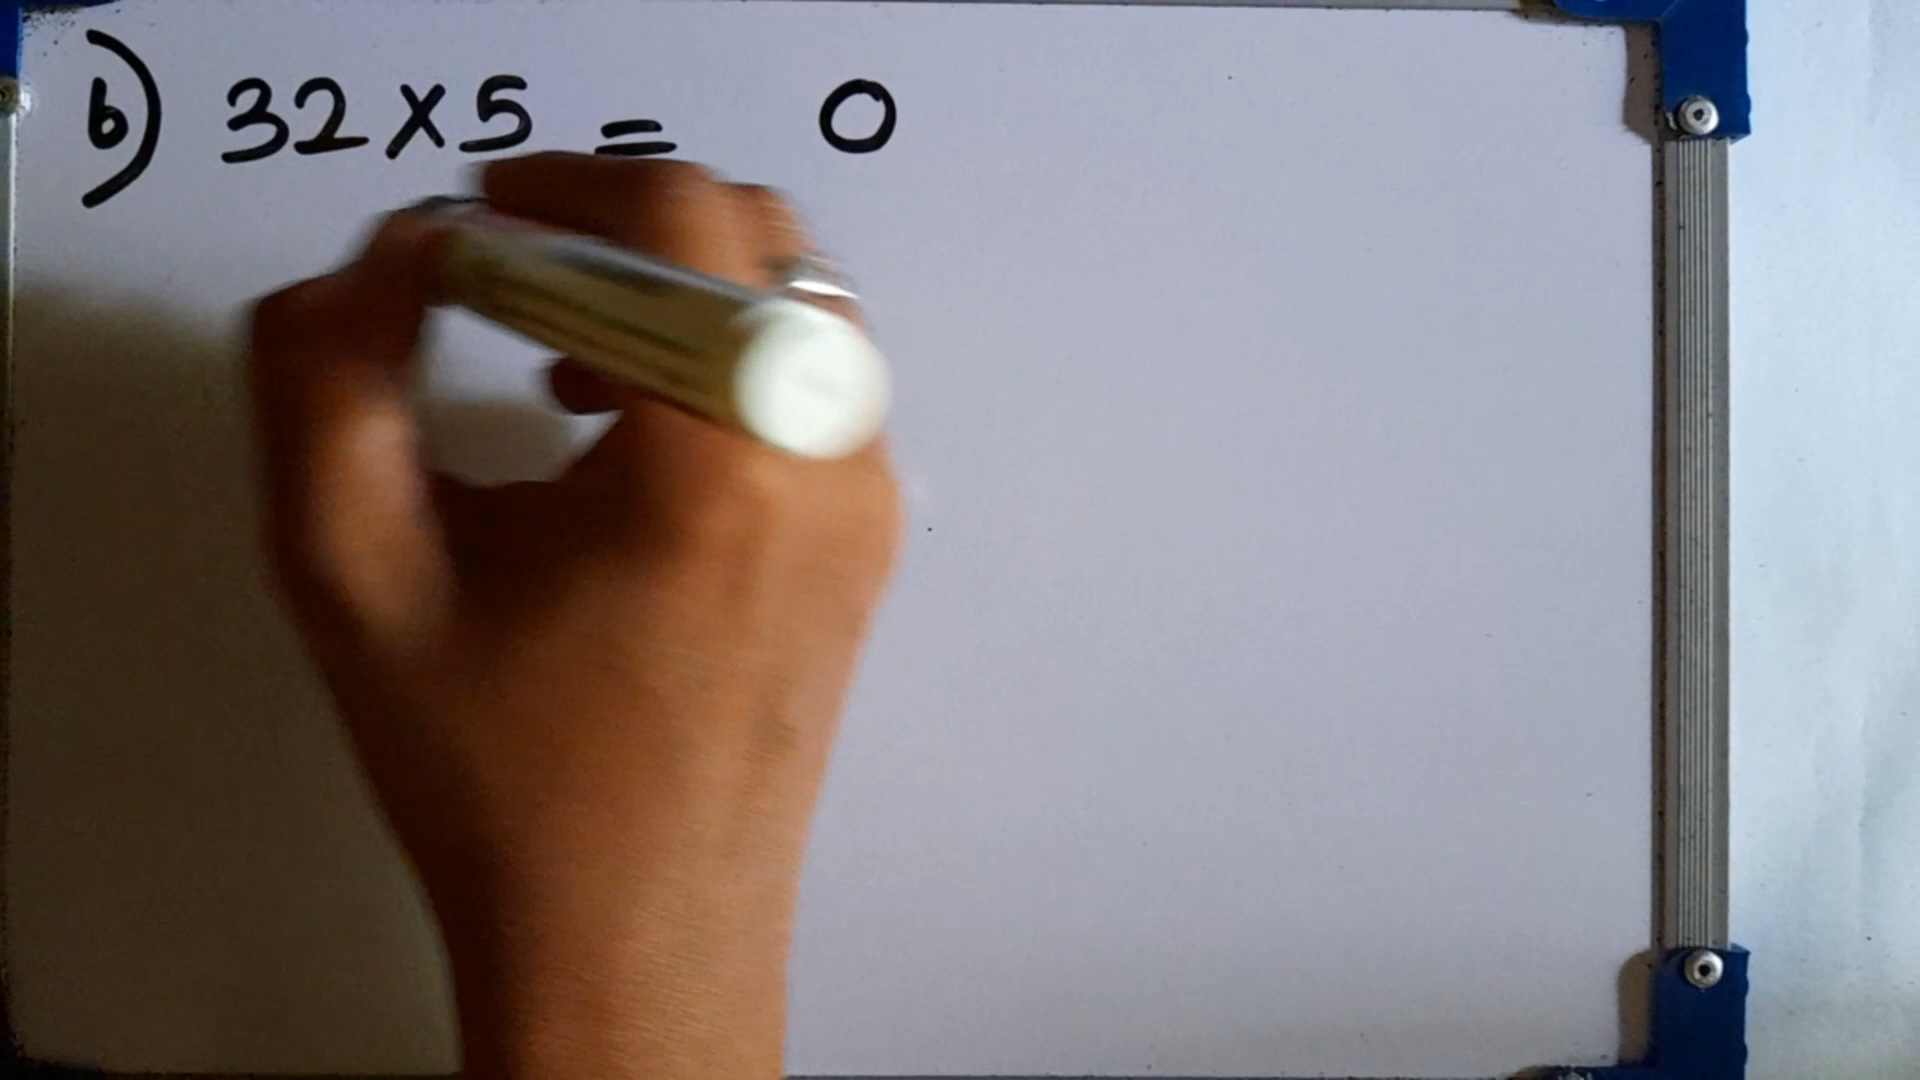 b) 32 × 5 = 0